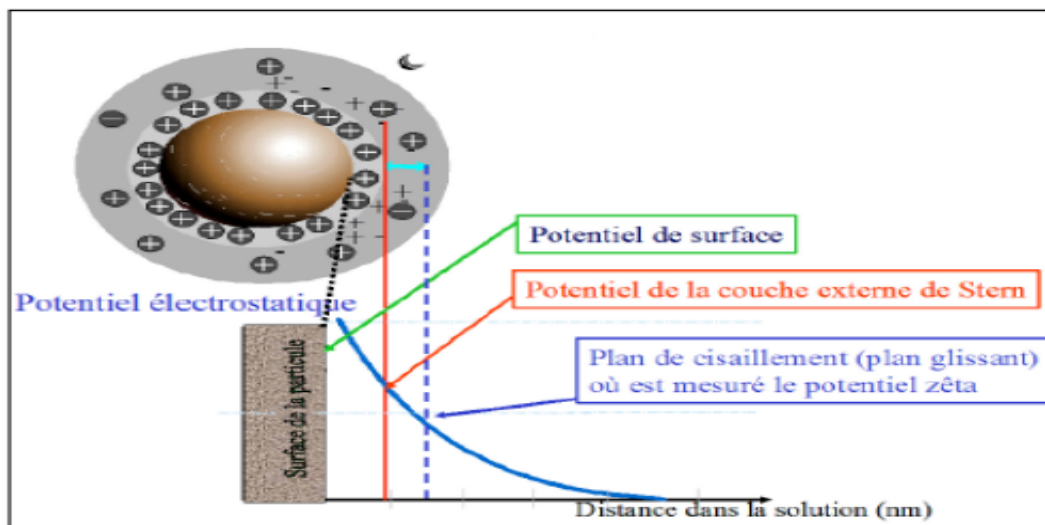 Potentiel de surface
Potentiel électrostatique
Potentiel de la couche externe de Stern
Surface de la particule
Plan de cisaillement (plan glissant)
où est mesuré le potentiel zêta
Distance dans la solution (nm)